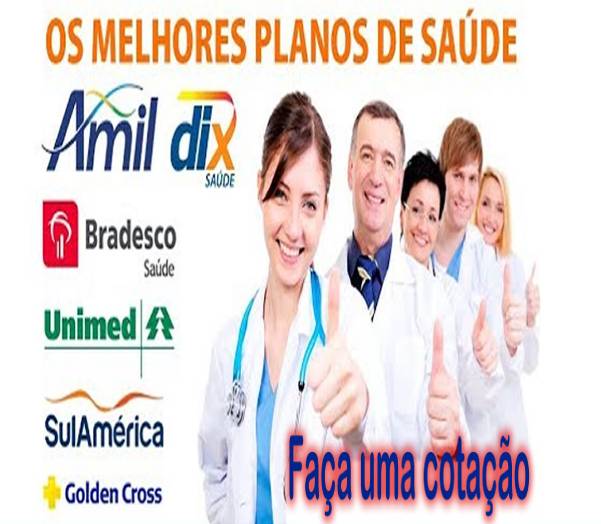 OS MELHORES PLANOS DE SAÚDE
Amil dix
SAÚDE
Bradesco
Saúde
Unimed
SulAmérica
Golden Cross
Faça uma cotação